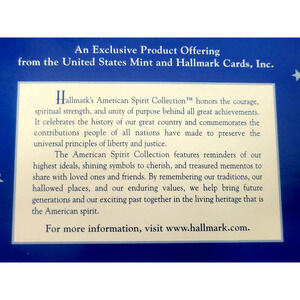 An Exclusive Product Offering
from the United States Mint and Hallmark Cards, Inc.
Hallmark's American Spirit Collection™ honors the courage,
spiritual strength, and unity of purpose behind all great achievements.
It celebrates the history of our great country and commemorates the
contributions people of all nations have made to preserve the
universal principles of liberty and justice.
The American Spirit Collection features reminders of our
highest ideals, shining symbols to cherish, and treasured mementos to
share with loved ones and friends. By remembering our traditions, our
hallowed places, and our enduring values, we help bring future
generations and our exciting past together in the living heritage that is
the American spirit.
For more information, visit www.hallmark.com.